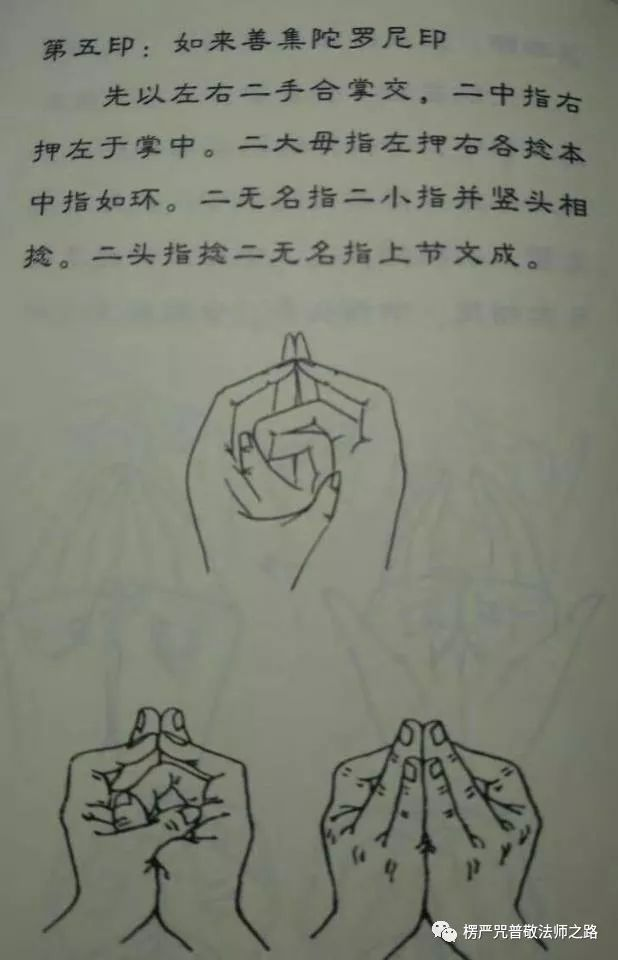 第五印：如来善集陀罗尼印
先以左右二手合掌交，二中指右
押左于掌中。二大母指左押右各捻本
中指如环。二无名指二小指并竖头相
捻。二头指捻二无名指上节文成。
楞严咒普敬法师之路